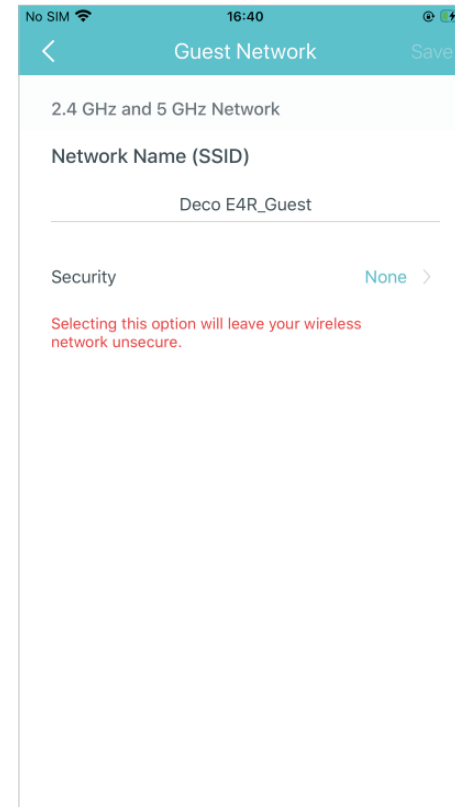 No SIM 16:40
Guest Network Save
2.4 GHz and 5 GHz Network
Network Name (SSID)
Deco E4R_Guest
Security None
Selecting this option will leave your wireless
network unsecure.